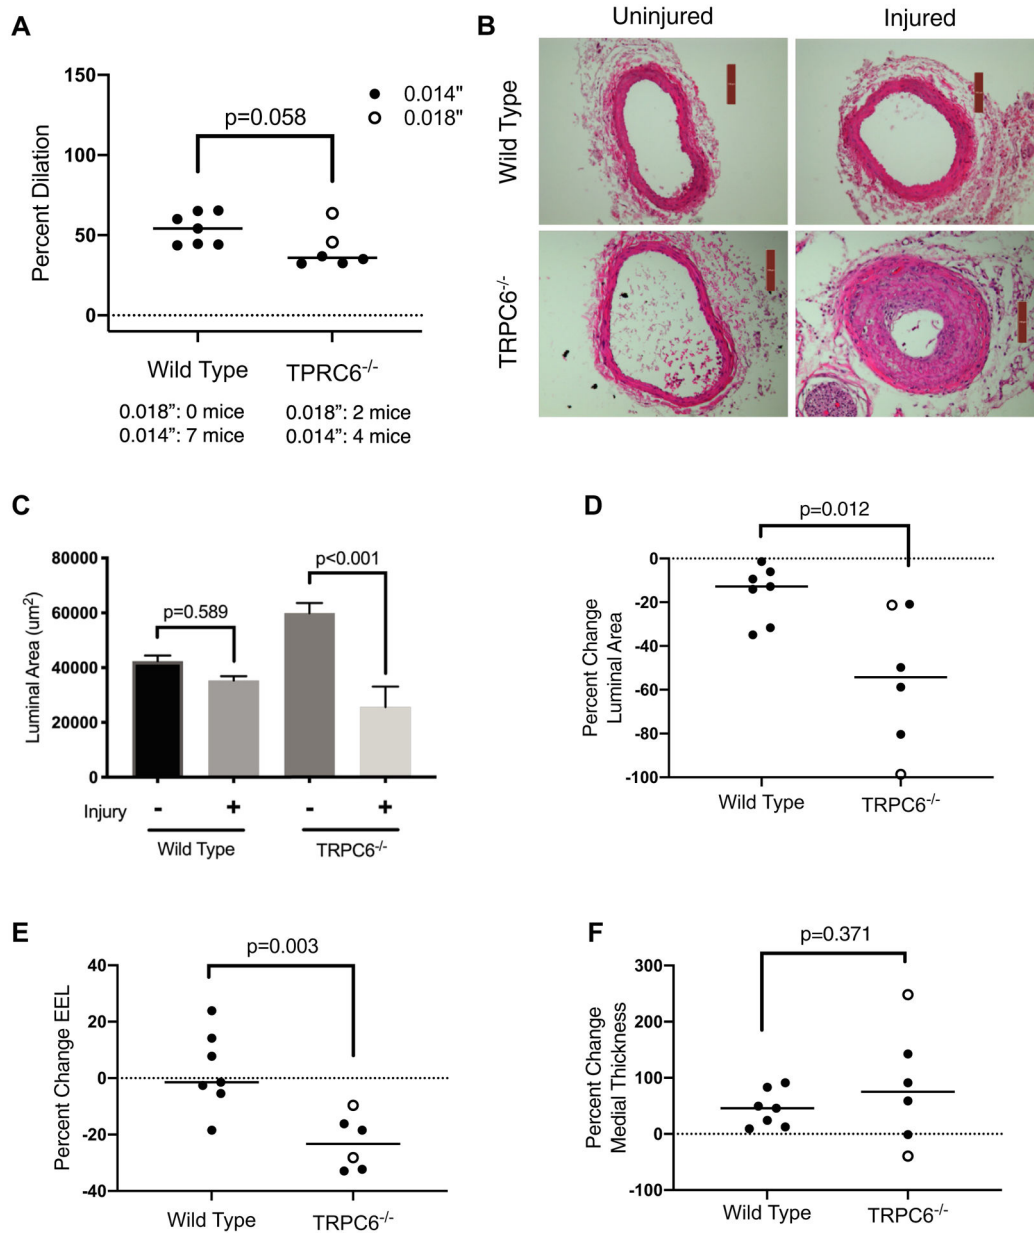 A
150
100
50
0
Percent Dilation
p=0.058
0.014"
0.018"
Wild Type
TPRC6-/-
0.018”: 0 mice
0.014”: 7 mice
0.018”: 2 mice
0.014”: 4 mice
B
Uninjured
Injured
Wild Type
TRPC6-/-
C
80000
60000
40000
20000
0
Luminal Area (um2)
p=0.589
p<0.001
Injury
-
+
-
+
Wild Type
TRPC6-/-
D
p=0.012
0
-20
-40
-60
-80
-100
Percent Change
Luminal Area
Wild Type
TRPC6-/-
E
p=0.003
40
20
0
-20
-40
Percent Change EEL
Wild Type
TRPC6-/-
F
p=0.371
300
200
100
0
-100
Percent Change
Medial Thickness
Wild Type
TRPC6-/-